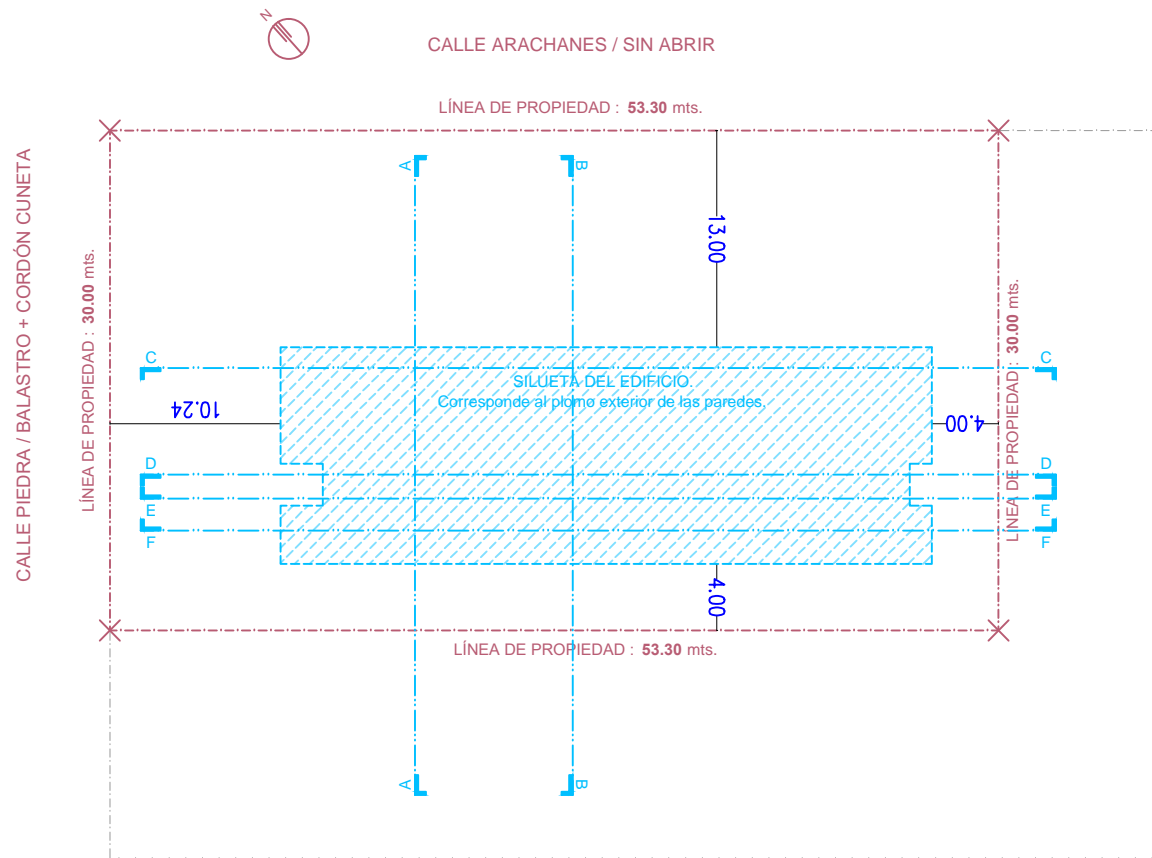 N
CALLE ARACHANES / SIN ABRIR
LÍNEA DE PROPIEDAD : 53.30 mts.
CALLE PIEDRA / BALASTRO + CORDÓN CUNETA
LÍNEA DE PROPIEDAD : 30.00 mts.
A
B
13.00
C
C
SILUETA DEL EDIFICIO.
Corresponde al plomo exterior de las paredes.
10.24
4.00
LÍNEA DE PROPIEDAD : 30.00 mts.
D
D
E
E
F
F
4.00
LÍNEA DE PROPIEDAD : 53.30 mts.
A
B